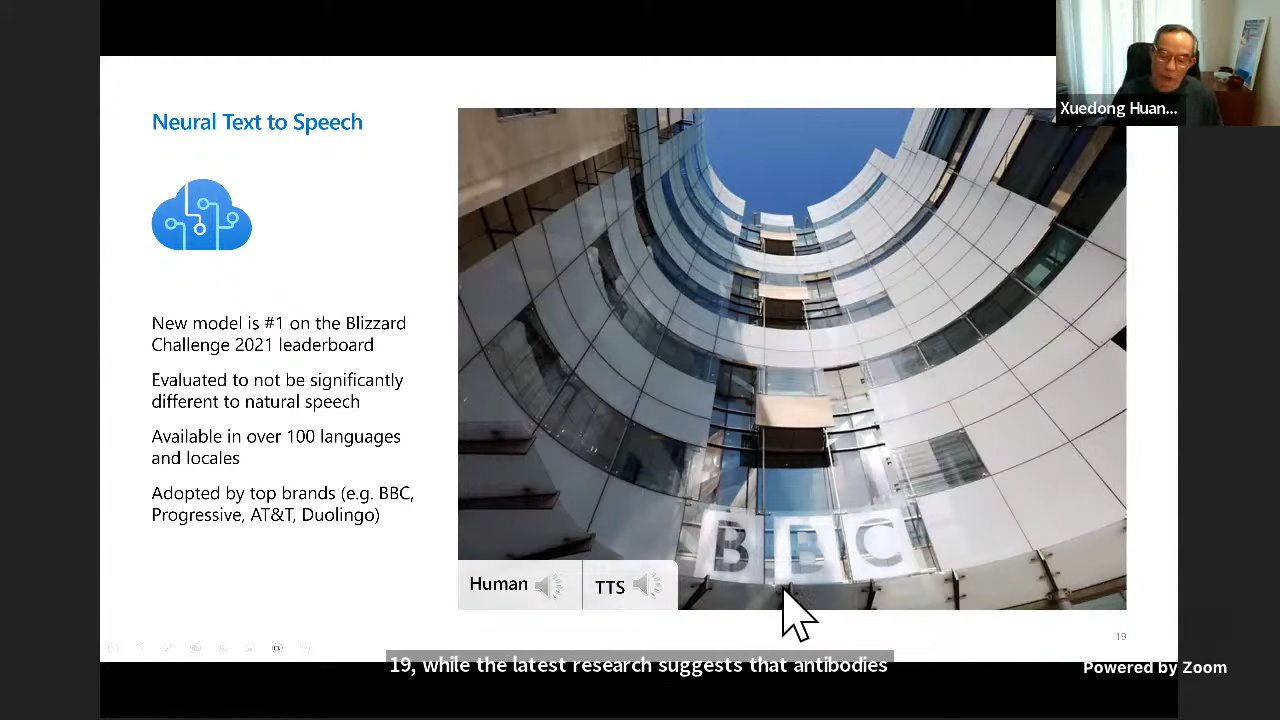 Neural Text to Speech
Xuedong Huan...
New model is #1 on the Blizzard
Challenge 2021 leaderboard
Evaluated to not be significantly
different to natural speech
Available in over 100 languages
and locales
Adopted by top brands (e.g. BBC,
Progressive, AT&T, Duolingo)
BBC
Human
TTS
19
19, while the latest research suggests that antibodies
Powered by Zoom